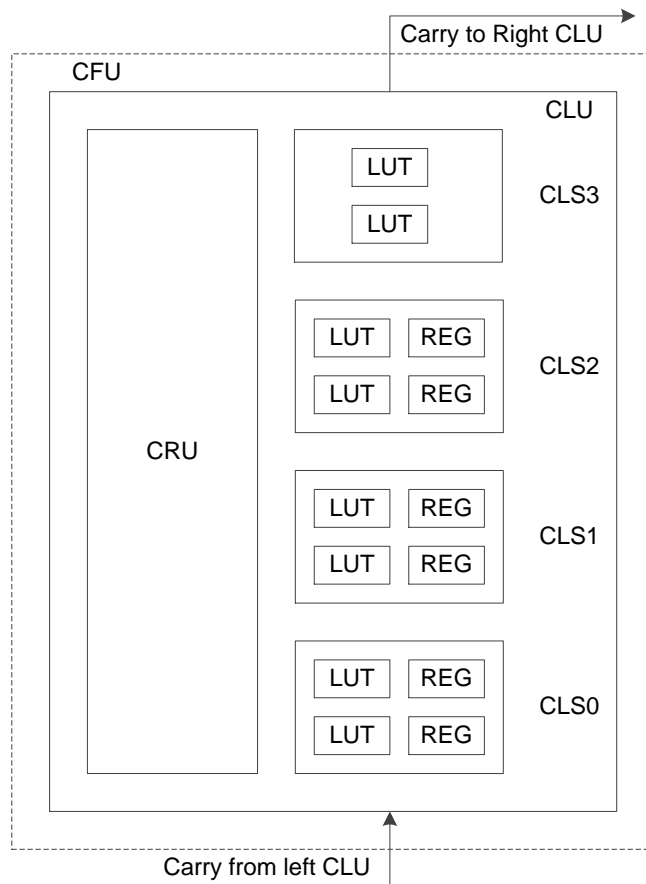 Carry to Right CLU
CFU
CLU
LUT
LUT
CLS3
LUT REG
LUT REG
CLS2
CRU
LUT REG
LUT REG
CLS1
LUT REG
LUT REG
CLS0
Carry from left CLU